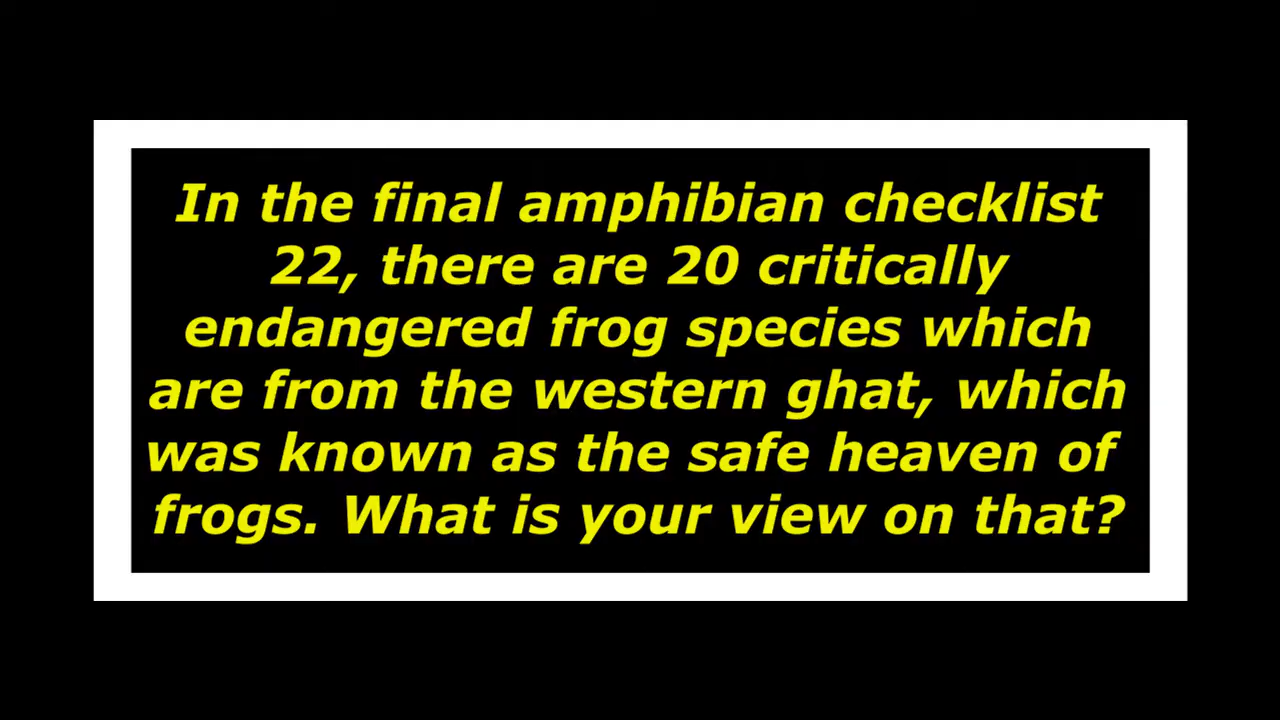 In the final amphibian checklist
22, there are 20 critically
endangered frog species which
are from the western ghat, which
was known as the safe heaven of
frogs. What is your view on that?